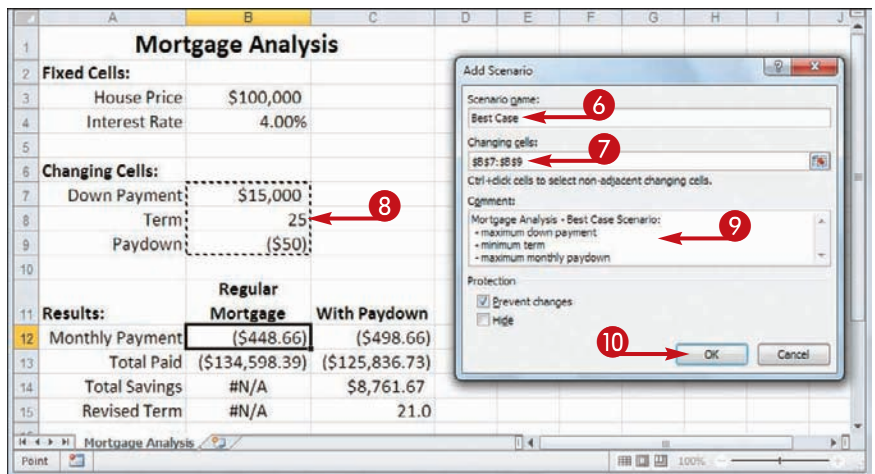 A B C D E F G H I J
1 Mortgage Analysis
2 Fixed Cells:
3 House Price $100,000
4 Interest Rate 4.00%
5
6 Changing Cells:
7 Down Payment $15,000
8 Term 25
9 Paydown ($50)
10
Regular
11 Results: Mortgage With Paydown
12 Monthly Payment ($448.66) ($498.66)
13 Total Paid ($134,598.39) ($125,836.73)
14 Total Savings #N/A $8,761.67
15 Revised Term #N/A 21.0
Mortgage Analysis
Point 100%
8
Add Scenario
Scenario name:
Best Case
6
Changing cells:
$B$7:$B$9
7
Ctrl+click cells to select non-adjacent changing cells.
Comment:
Mortgage Analysis - Best Case Scenario:
- maximum down payment
- minimum term
- maximum monthly paydown
9
Protection
Prevent changes
Hide
10
OK Cancel